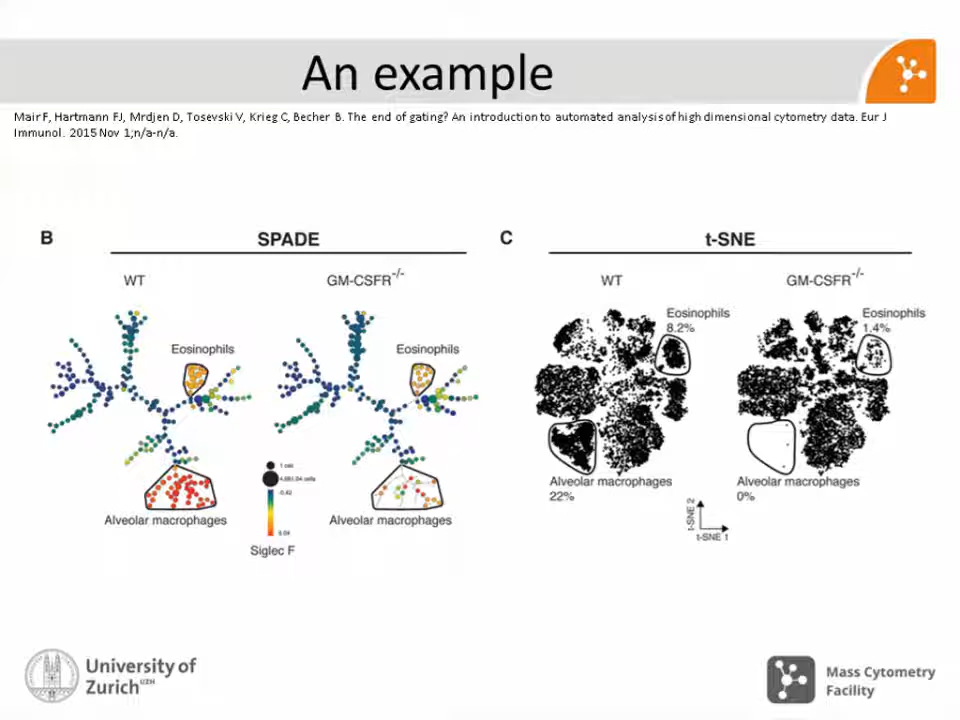 An example
Mair F, Hartmann FJ, Mrdjen D, Tosevski V, Krieg C, Becher B. The end of gating? An introduction to automated analysis of high dimensional cytometry data. Eur J
Immunol. 2015 Nov 1;n/a-n/a.
B
SPADE
WT
GM-CSFR-/-
Eosinophils
Eosinophils
Alveolar macrophages
Alveolar macrophages
1 cell
Siglec F
C
t-SNE
WT
GM-CSFR-/-
Eosinophils
8.2%
Eosinophils
1.4%
Alveolar macrophages
22%
Alveolar macrophages
0%
t-SNE 2
t-SNE 1
University of
Zurich UZH
Mass Cytometry
Facility